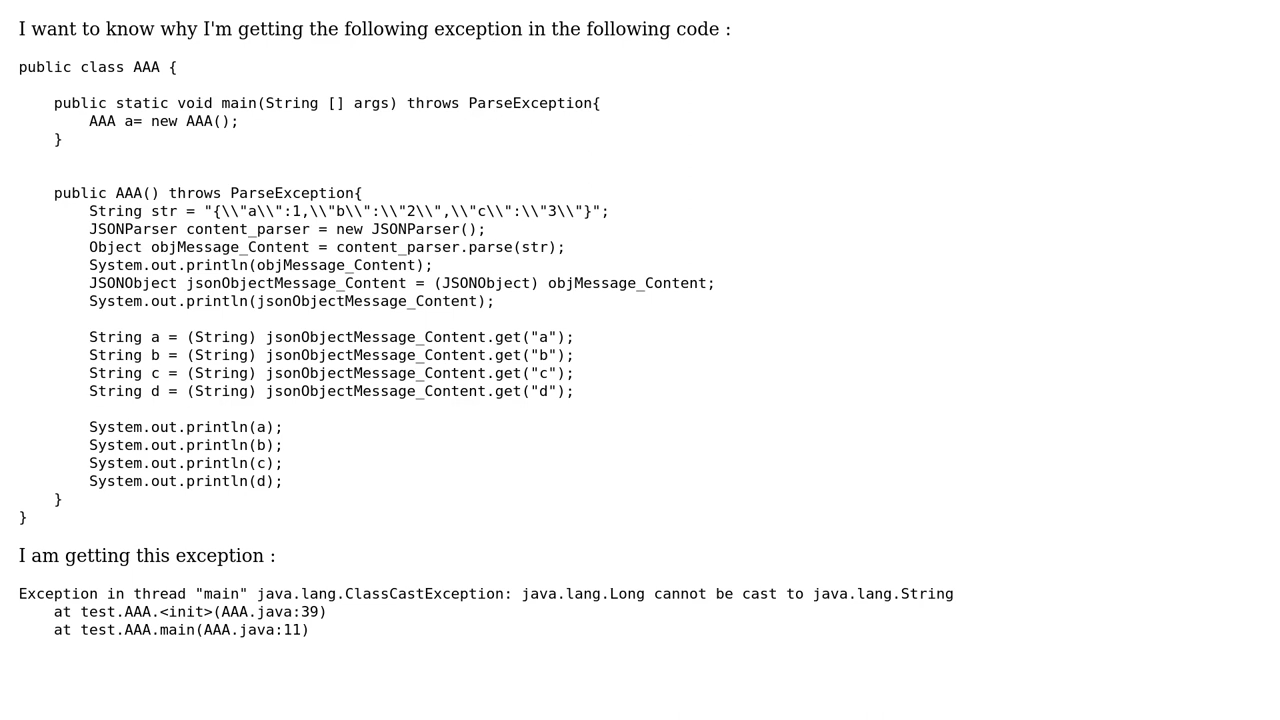 I want to know why I'm getting the following exception in the following code :
public class AAA {
    public static void main(String [] args) throws ParseException{
        AAA a= new AAA();
    }
    public AAA() throws ParseException{
        String str = "{\\"a\\":1,\\"b\\":\\"2\\",\\"c\\":\\"3\\"}";
        JSONParser content_parser = new JSONParser();
        Object objMessage_Content = content_parser.parse(str);
        System.out.println(objMessage_Content);
        JSONObject jsonObjectMessage_Content = (JSONObject) objMessage_Content;
        System.out.println(jsonObjectMessage_Content);
        String a = (String) jsonObjectMessage_Content.get("a");
        String b = (String) jsonObjectMessage_Content.get("b");
        String c = (String) jsonObjectMessage_Content.get("c");
        String d = (String) jsonObjectMessage_Content.get("d");
        System.out.println(a);
        System.out.println(b);
        System.out.println(c);
        System.out.println(d);
    }
}
I am getting this exception :
Exception in thread "main" java.lang.ClassCastException: java.lang.Long cannot be cast to java.lang.String
    at test.AAA.<init>(AAA.java:39)
    at test.AAA.main(AAA.java:11)